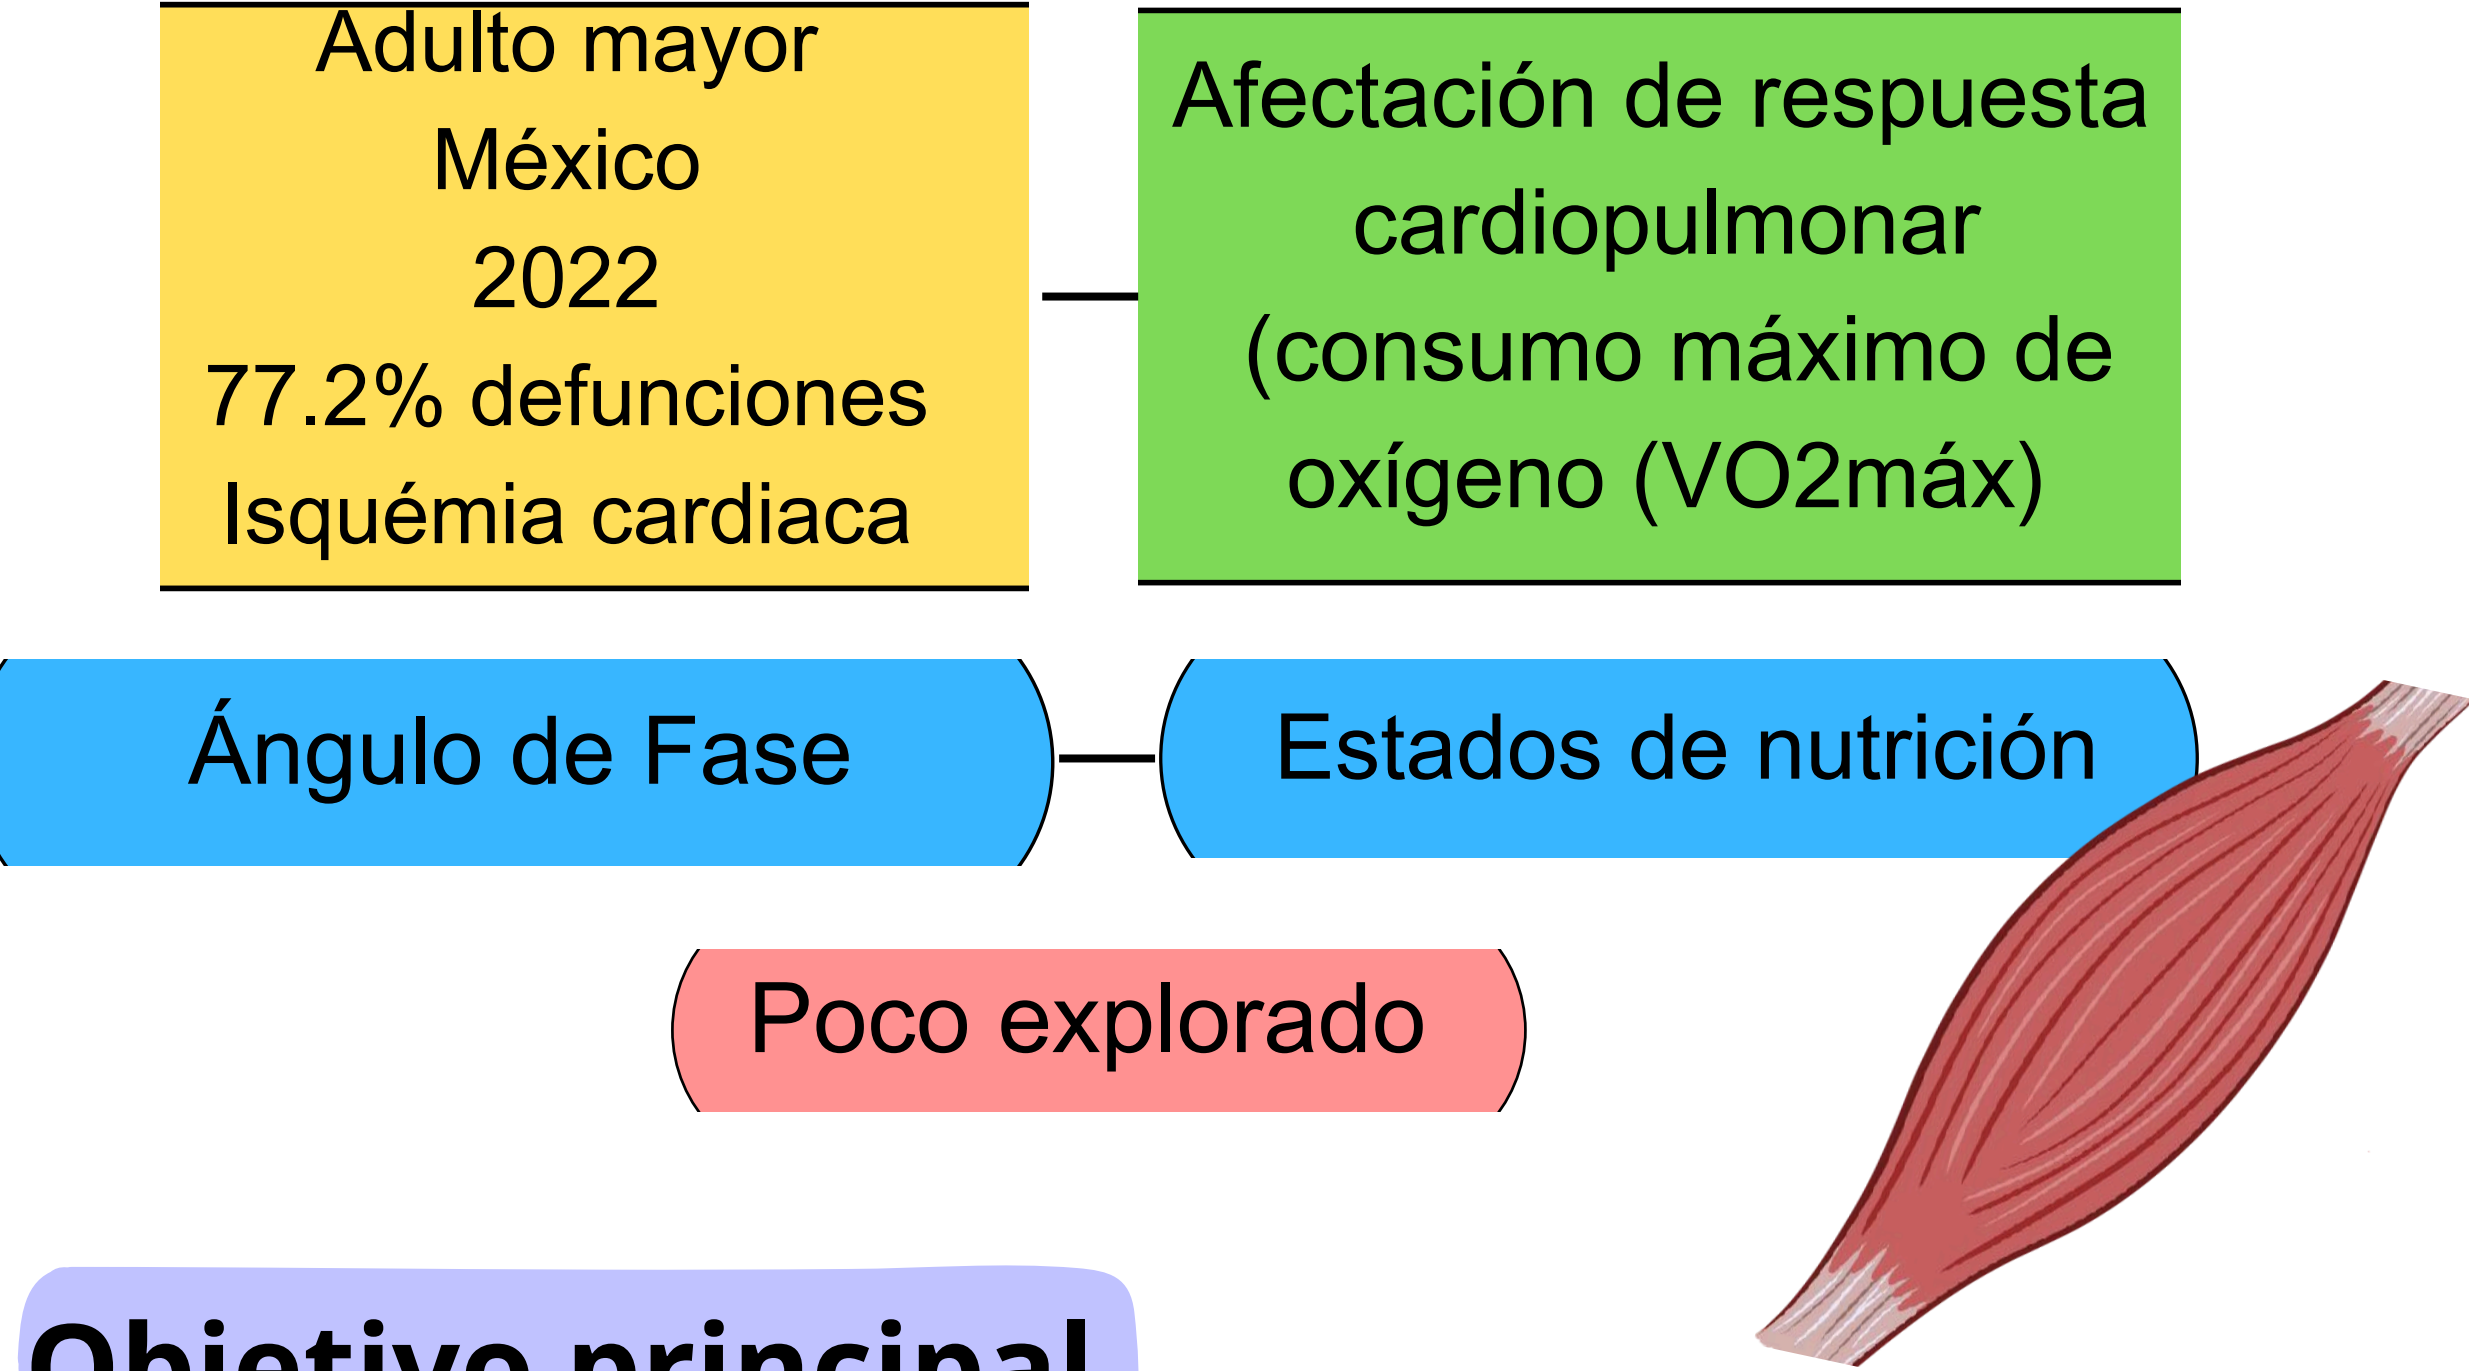 Adulto mayor
México
2022
77.2% defunciones
Isquémia cardiaca
Afectación de respuesta
cardiopulmonar
(consumo máximo de
oxígeno (VO2máx)
Ángulo de Fase
Estados de nutrición
Poco explorado
Objetivo principal